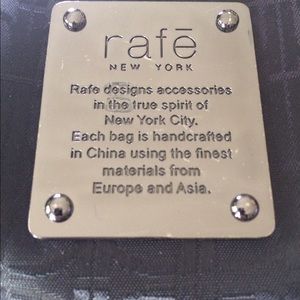 rafē
NEW YORK
Rafe designs accessories
in the true spirit of
New York City.
Each bag is handcrafted
in China using the finest
materials from
Europe and Asia.